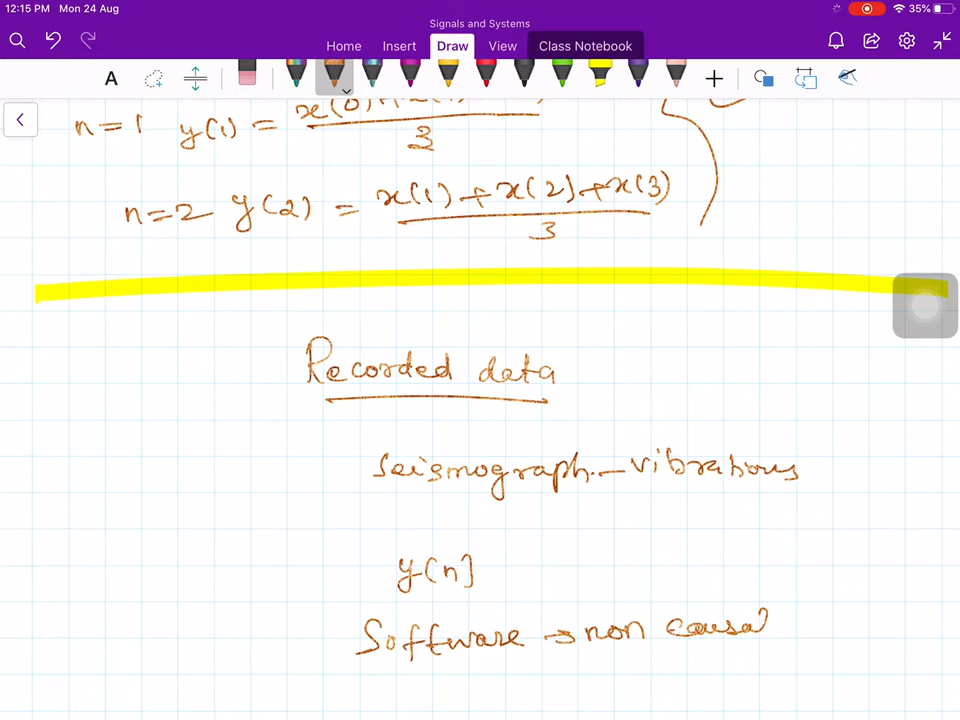 12:15 PM Mon 24 Aug
35%
Signals and Systems
Home Insert Draw View Class Notebook
A
n=1 y(1) = 3
n=2 y(2) = x(1)+x(2)+x(3)
3
Recorded data
seismograph. — vibrations
y(n]
Software → non causal